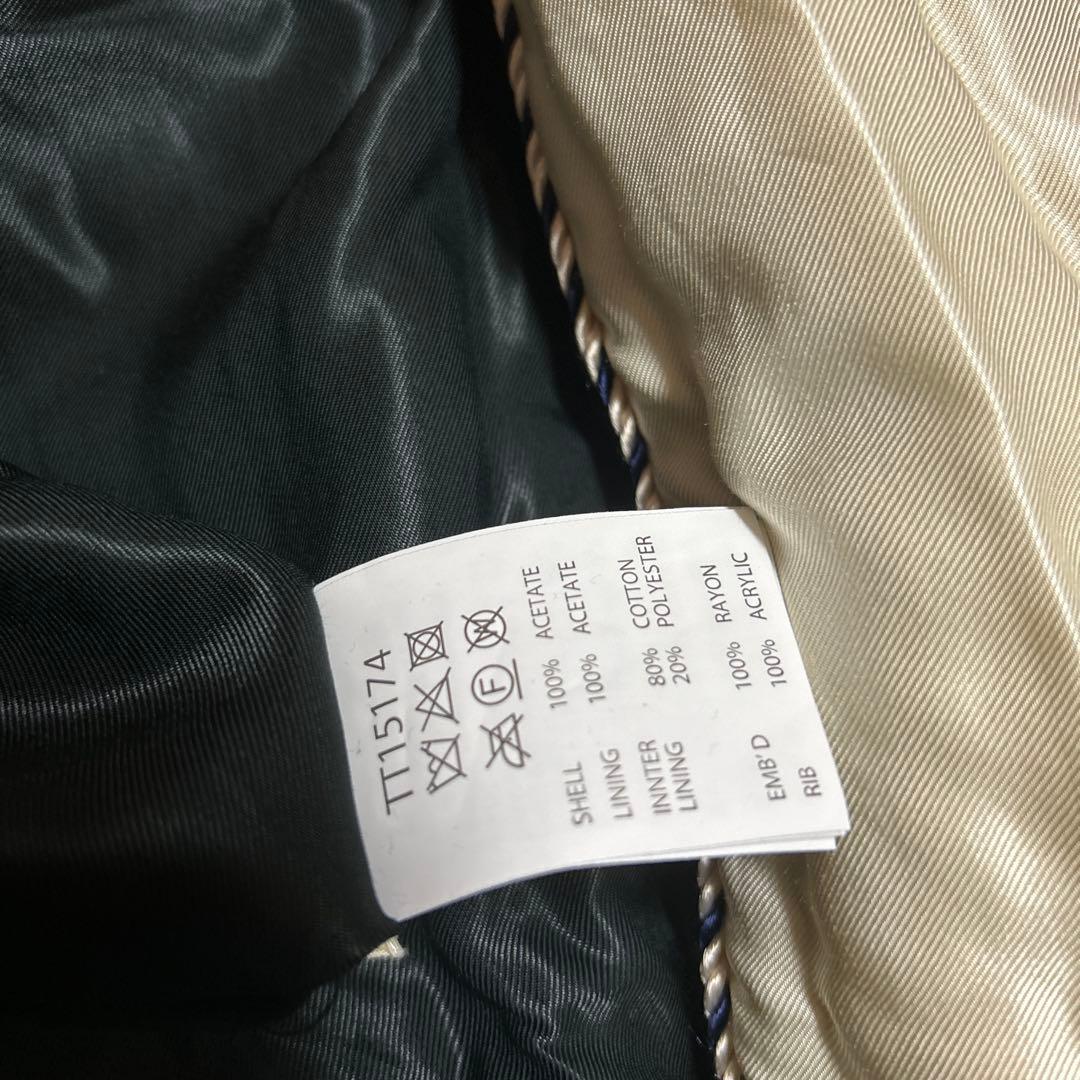 TT15174
F W
SHELL 100% ACETATE
LINING 100% ACETATE
INNTER 80% COTTON
LINING 20% POLYESTER
EMB'D 100% RAYON
RIB 100% ACRYLIC